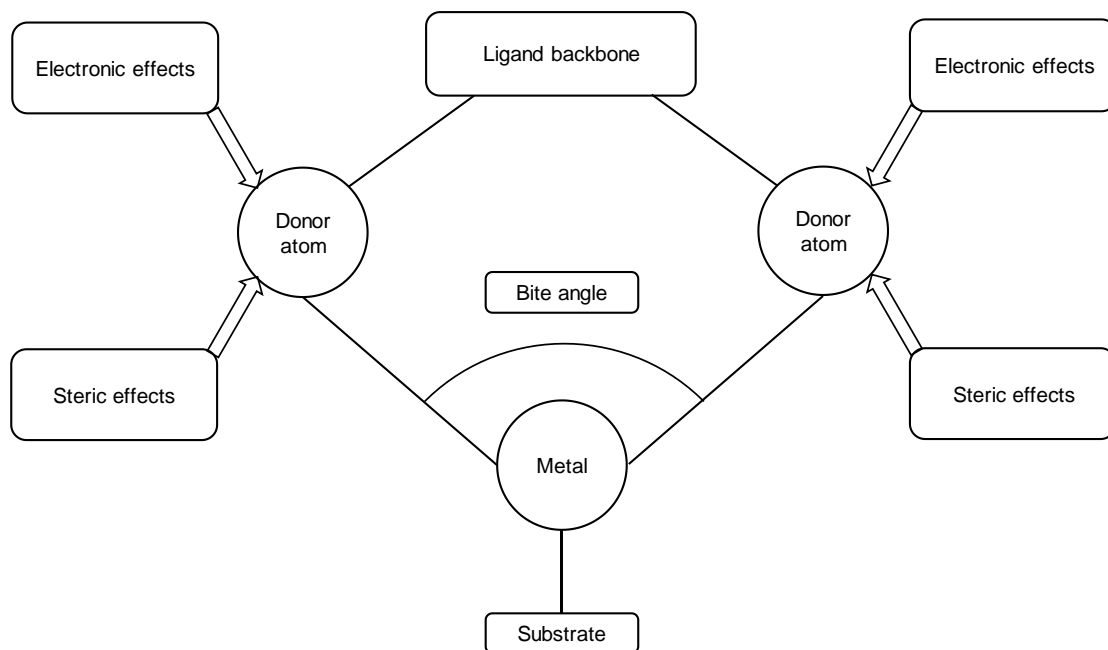 Electronic effects
Ligand backbone
Electronic effects
Donor
atom
Donor
atom
Bite angle
Steric effects
Steric effects
Metal
Substrate